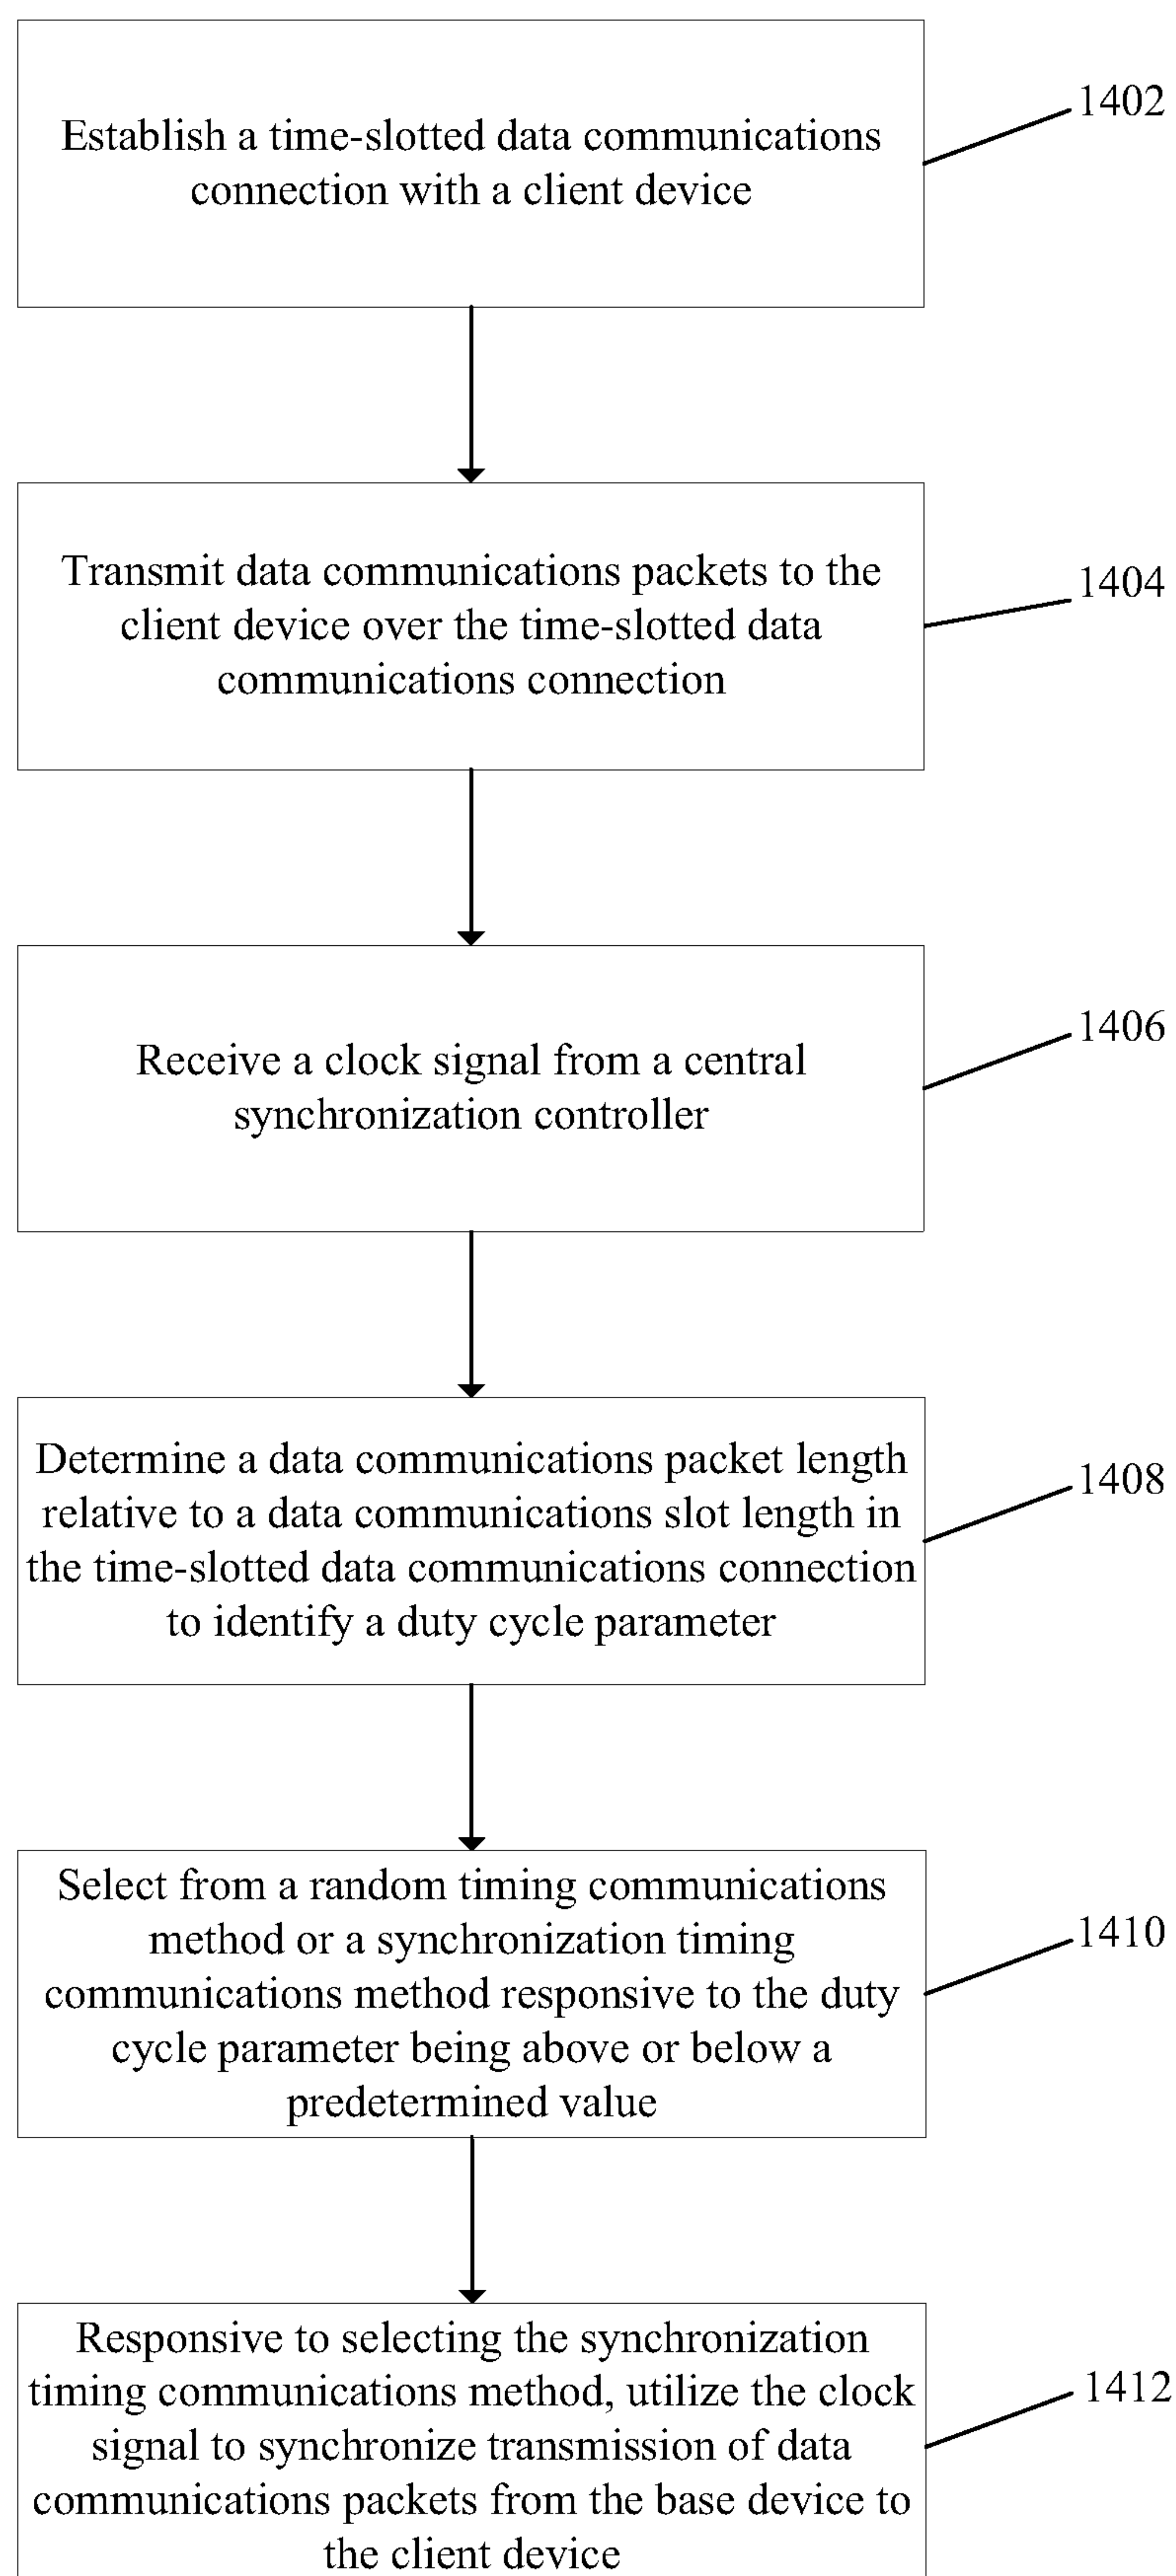 Establish a time-slotted data communications
connection with a client device
1402
Transmit data communications packets to the
client device over the time-slotted data
communications connection
1404
Receive a clock signal from a central
synchronization controller
1406
Determine a data communications packet length
relative to a data communications slot length in
the time-slotted data communications connection
to identify a duty cycle parameter
1408
Select from a random timing communications
method or a synchronization timing
communications method responsive to the duty
cycle parameter being above or below a
predetermined value
1410
Responsive to selecting the synchronization
timing communications method, utilize the clock
signal to synchronize transmission of data
communications packets from the base device to
the client device
1412